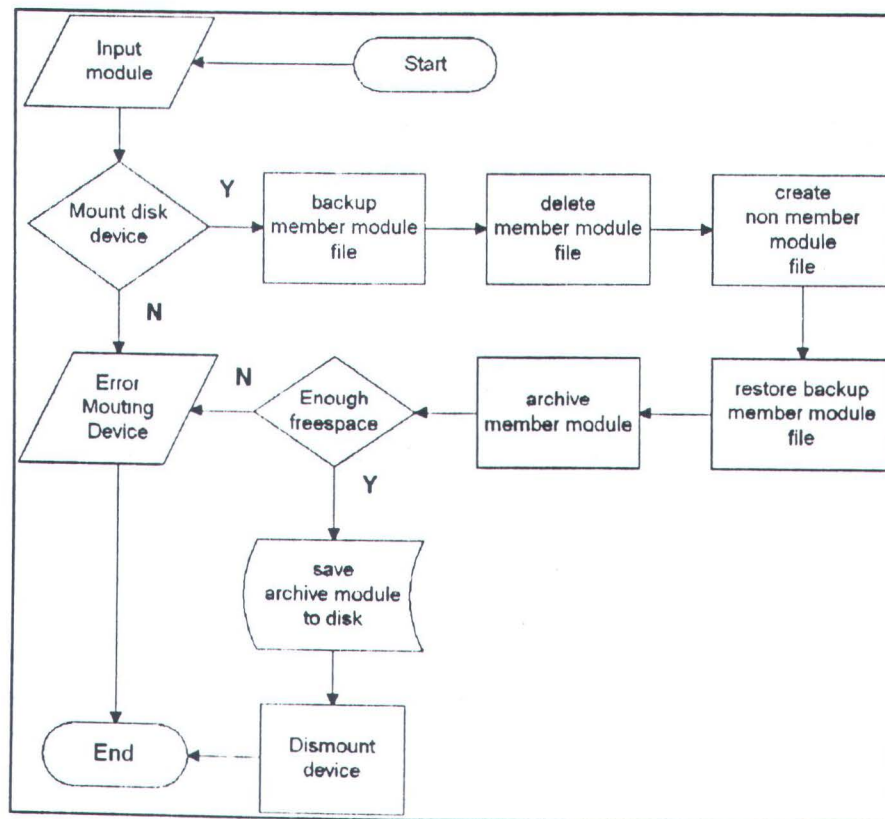 Start
Input
module
Mount disk
device
Y
backup
member module
file
delete
member module
file
create
non member
module
file
N
restore backup
member module
file
archive
member module
Enough
freespace
N
Error
Mouting
Device
Y
save
archive module
to disk
Dismount
device
End